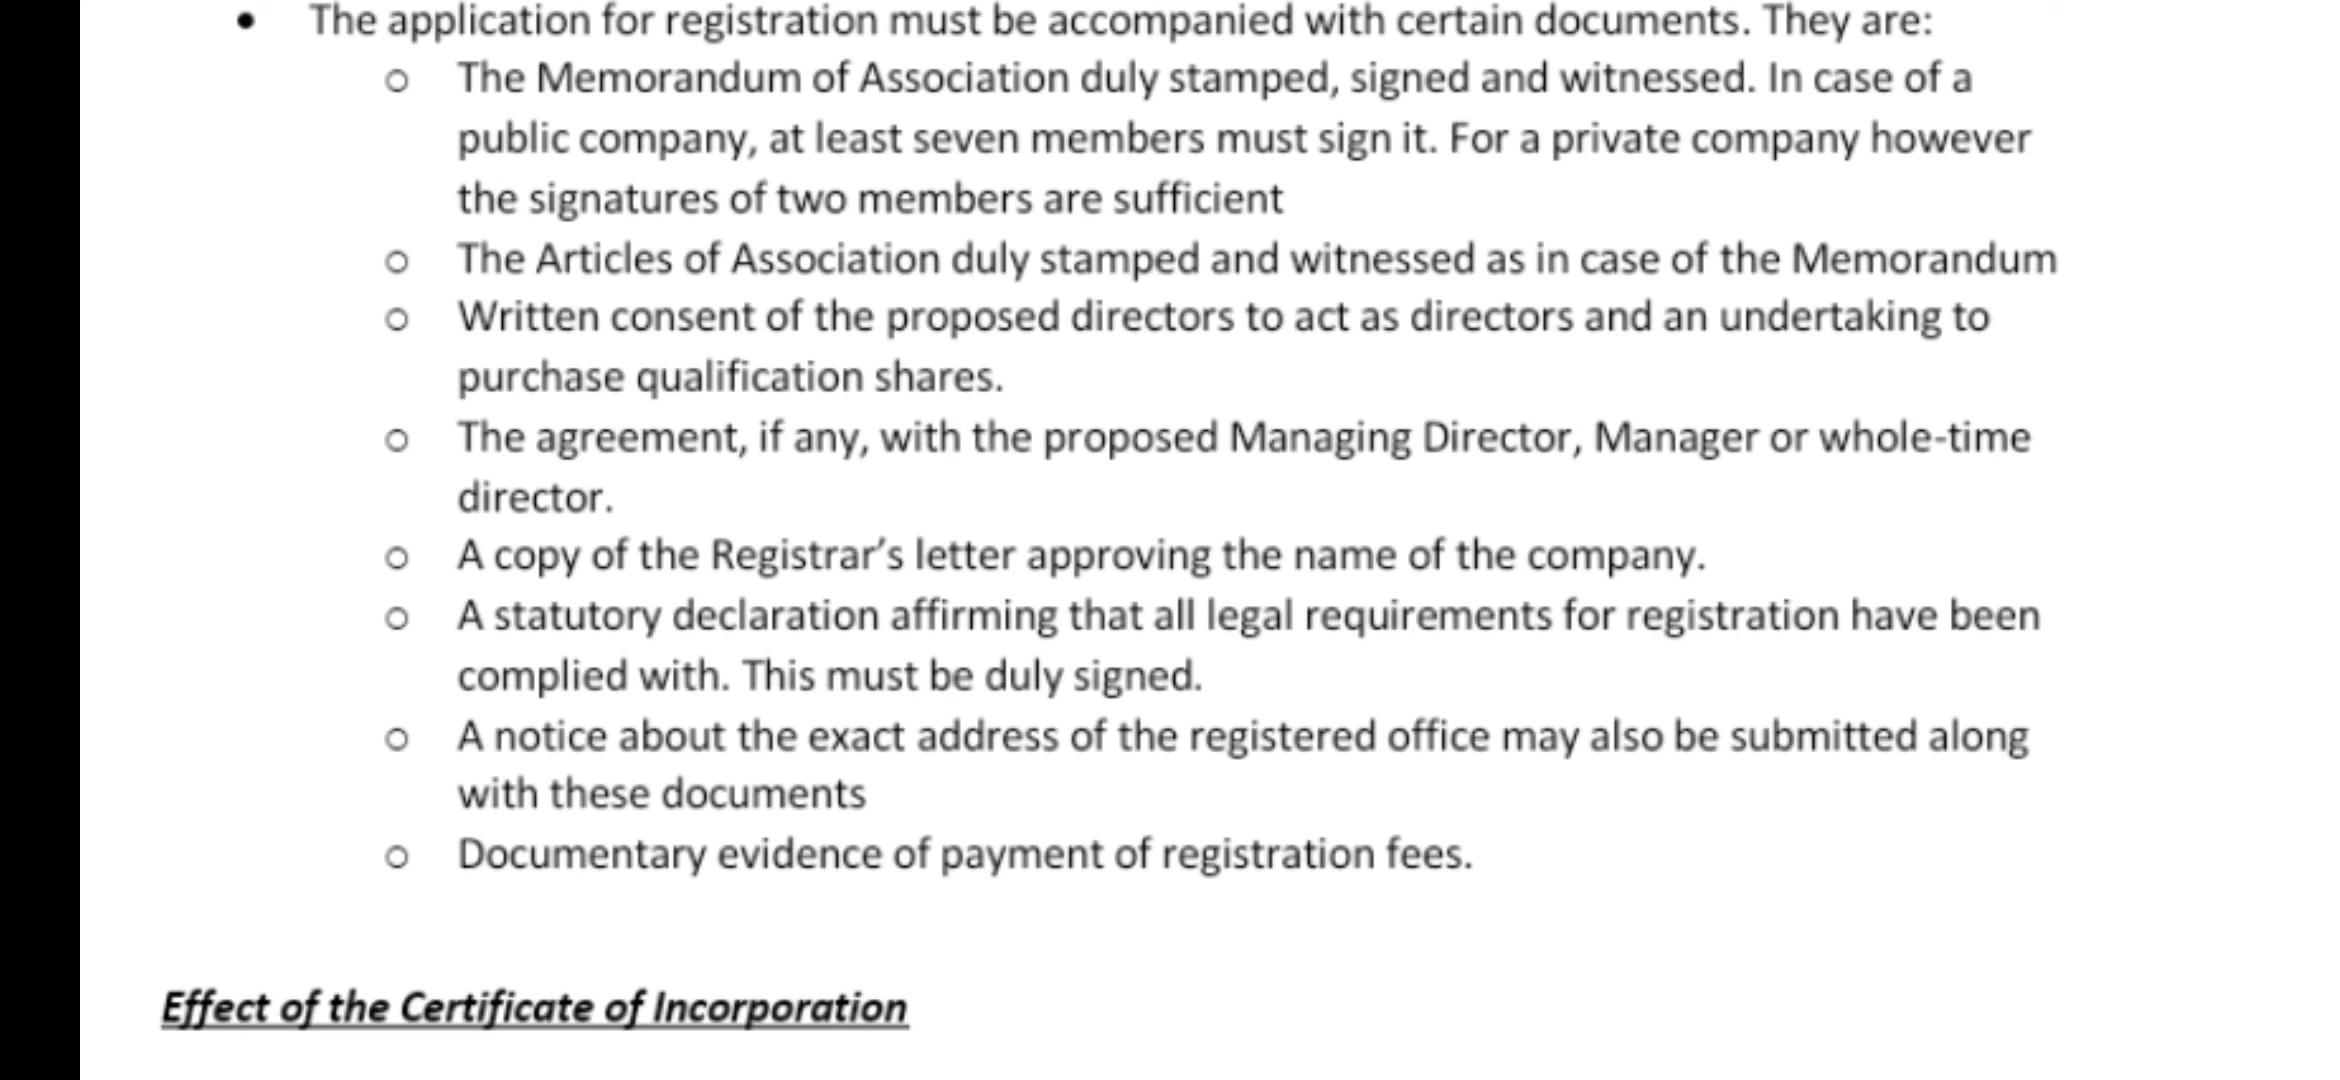 • The application for registration must be accompanied with certain documents. They are:
o The Memorandum of Association duly stamped, signed and witnessed. In case of a
public company, at least seven members must sign it. For a private company however
the signatures of two members are sufficient
o The Articles of Association duly stamped and witnessed as in case of the Memorandum
o Written consent of the proposed directors to act as directors and an undertaking to
purchase qualification shares.
o The agreement, if any, with the proposed Managing Director, Manager or whole-time
director.
o A copy of the Registrar’s letter approving the name of the company.
o A statutory declaration affirming that all legal requirements for registration have been
complied with. This must be duly signed.
o A notice about the exact address of the registered office may also be submitted along
with these documents
o Documentary evidence of payment of registration fees.
Effect of the Certificate of Incorporation